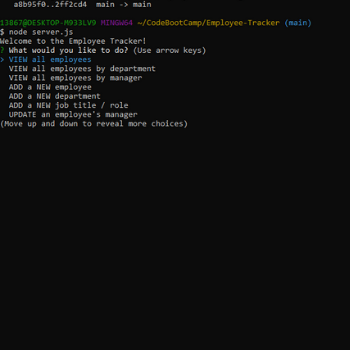 a8b95f0..2ff2cd4  main -> main
13867@DESKTOP-M933LV9 MINGW64 ~/CodeBootCamp/Employee-Tracker (main)
$ node server.js
Welcome to the Employee Tracker!
? What would you like to do? (Use arrow keys)
> VIEW all employees
VIEW all employees by department
VIEW all employees by manager
ADD a NEW employee
ADD a NEW department
ADD a NEW job title / role
UPDATE an employee's manager
(Move up and down to reveal more choices)